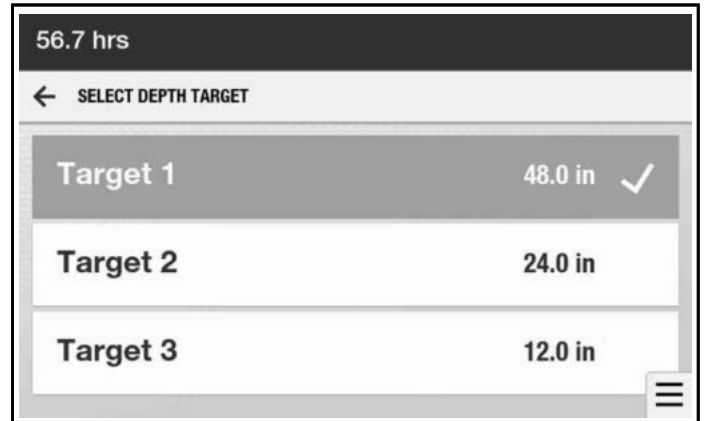 56.7 hrs
SELECT DEPTH TARGET
Target 1 48.0 in
Target 2 24.0 in
Target 3 12.0 in